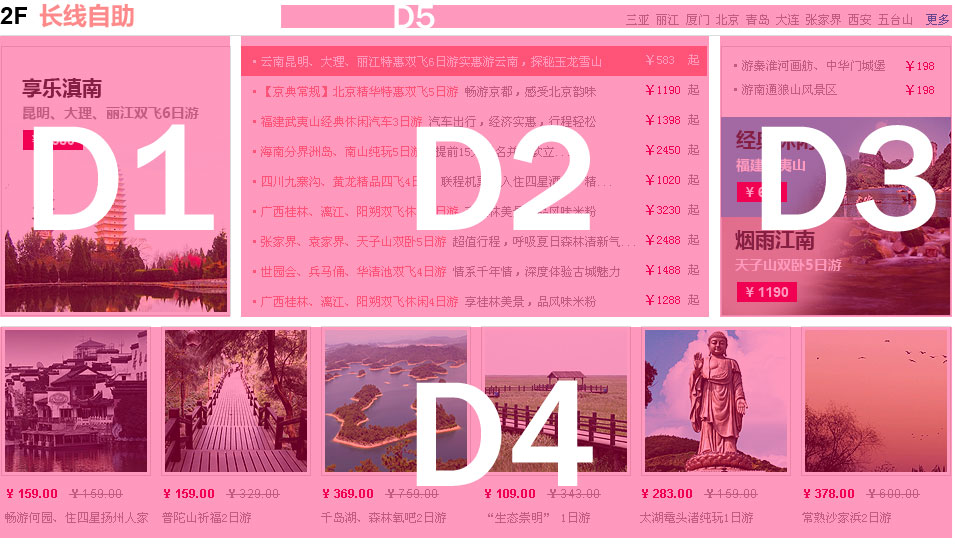 2F 长线自助
D5
三亚 丽江 厦门 北京 青岛 大连 张家界 西安 五台山 更多
享乐滇南
昆明、大理、丽江双飞6日游
D1
• 云南昆明、大理、丽江特惠双飞6日游实惠游云南，探秘玉龙雪山 ¥583 起
•【京典常规】北京精华特惠双飞5日游 畅游京都，感受北京韵味 ¥1190 起
• 福建武夷山经典休闲汽车3日游 汽车出行，经济实惠，行程轻松 ¥1398 起
• 海南分界洲岛、南山纯玩5日 提前15 名并 ¥2450 起
• 四川九寨沟、黄龙精品四飞4日 联程机 入住四星酒 精... ¥1020 起
• 广西桂林、漓江、阳朔双飞休 日游 桂林美景 风味米粉 ¥3230 起
• 张家界、袁家界、天子山双卧5日游 超值行程，呼吸夏日森林清新气... ¥2488 起
• 世园会、兵马俑、华清池双飞4日游 情系千年情，深度体验古城魅力 ¥1488 起
• 广西桂林、漓江、阳朔双飞休闲4日游 享桂林美景，品风味米粉 ¥1288 起
D2
• 游秦淮河画舫、中华门城堡 ¥198
• 游南通狼山风景区 ¥198
经典休闲
福建武夷山
D3
烟雨江南
天子山双卧5日游
¥ 1190
D4
¥ 159.00 ¥ 159.00
畅游何园、住四星扬州人家
¥ 159.00 ¥ 329.00
普陀山祈福2日游
¥ 369.00 ¥ 759.00
千岛湖、森林氧吧2日游
¥ 109.00 ¥ 343.00
“生态崇明” 1日游
¥ 283.00 ¥ 159.00
太湖鼋头渚纯玩1日游
¥ 378.00 ¥ 600.00
常熟沙家浜2日游